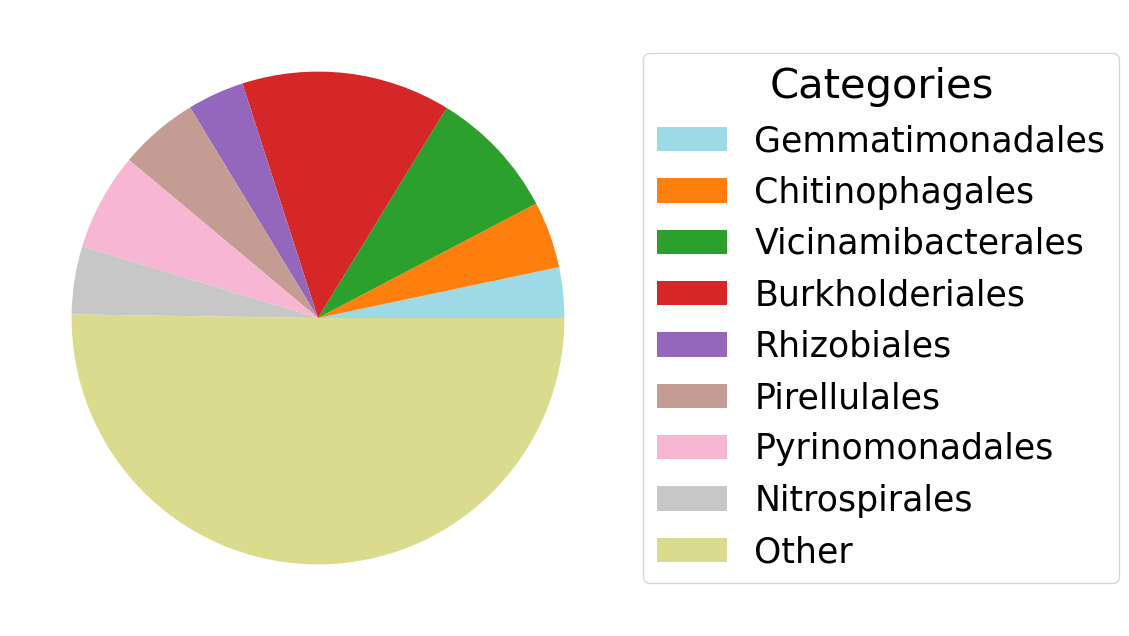 Categories
Gemmatimonadales
Chitinophagales
Vicinamibacterales
Burkholderiales
Rhizobiales
Pirellulales
Pyrinomonadales
Nitrospirales
Other